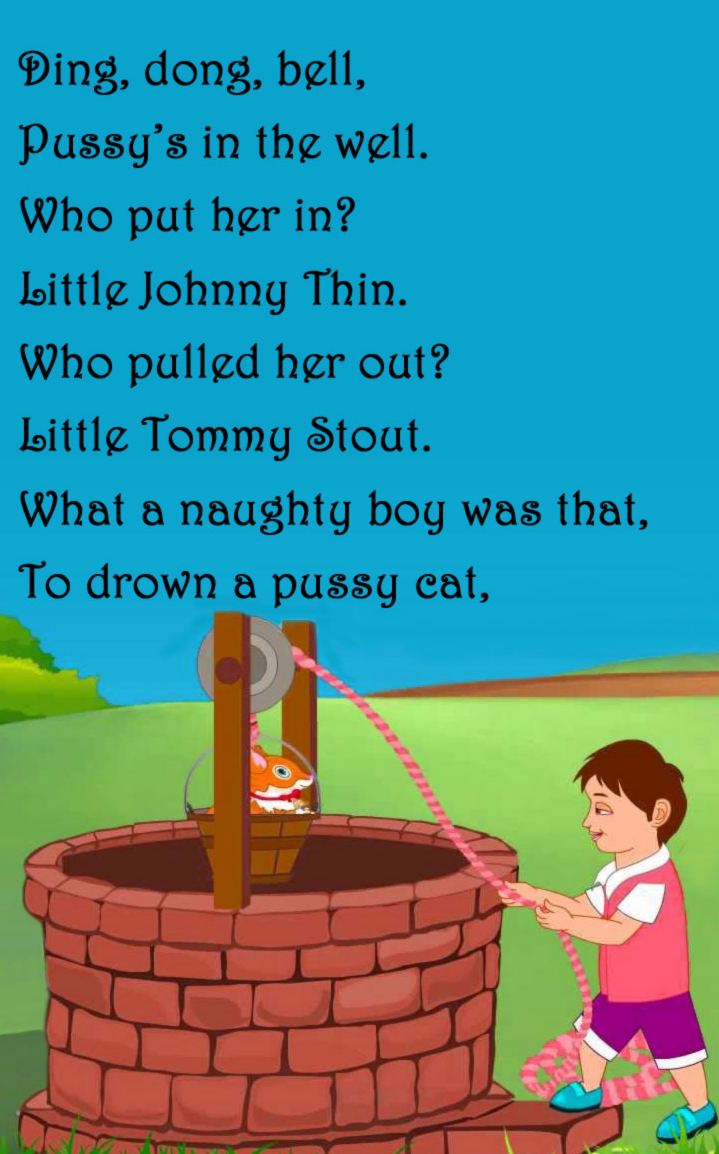 Ding, dong, bell,
Pussy's in the well.
Who put her in?
Little Johnny Thin.
Who pulled her out?
Little Tommy Stout.
What a naughty boy was that,
To drown a pussy cat,